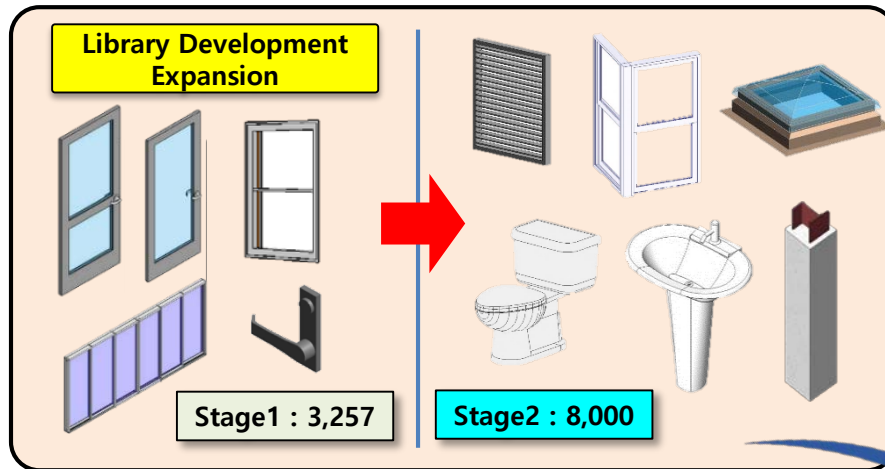 Library Development
Expansion
Stage1 : 3,257
Stage2 : 8,000